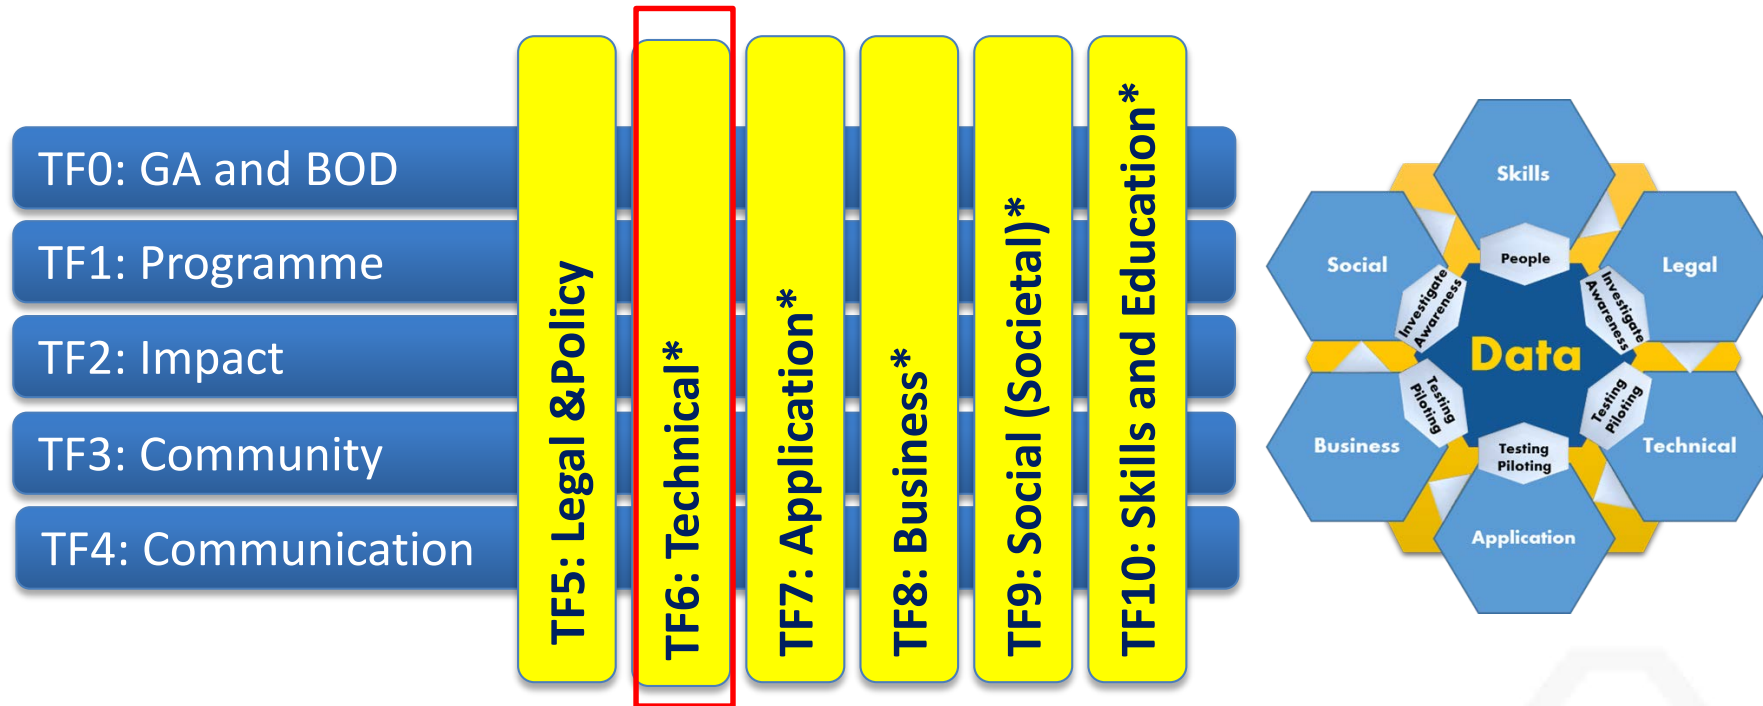 TF0: GA and BOD
TF1: Programme
TF2: Impact
TF3: Community
TF4: Communication
TF5: Legal &Policy
TF6: Technical*
TF7: Application*
TF8: Business*
TF9: Social (Societal)*
TF10: Skills and Education*
Skills
People
Social
Legal
Investigate
Awareness
Investigate
Awareness
Data
Testing
Piloting
Testing
Piloting
Business
Testing
Piloting
Technical
Application